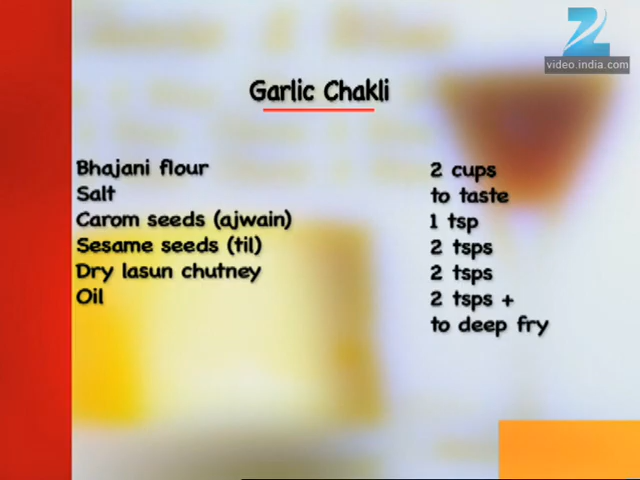 video.india.com
Garlic Chakli
Bhajani flour 2 cups
Salt to taste
Carom seeds (ajwain) 1 tsp
Sesame seeds (til) 2 tsps
Dry lasun chutney 2 tsps
Oil 2 tsps +
to deep fry